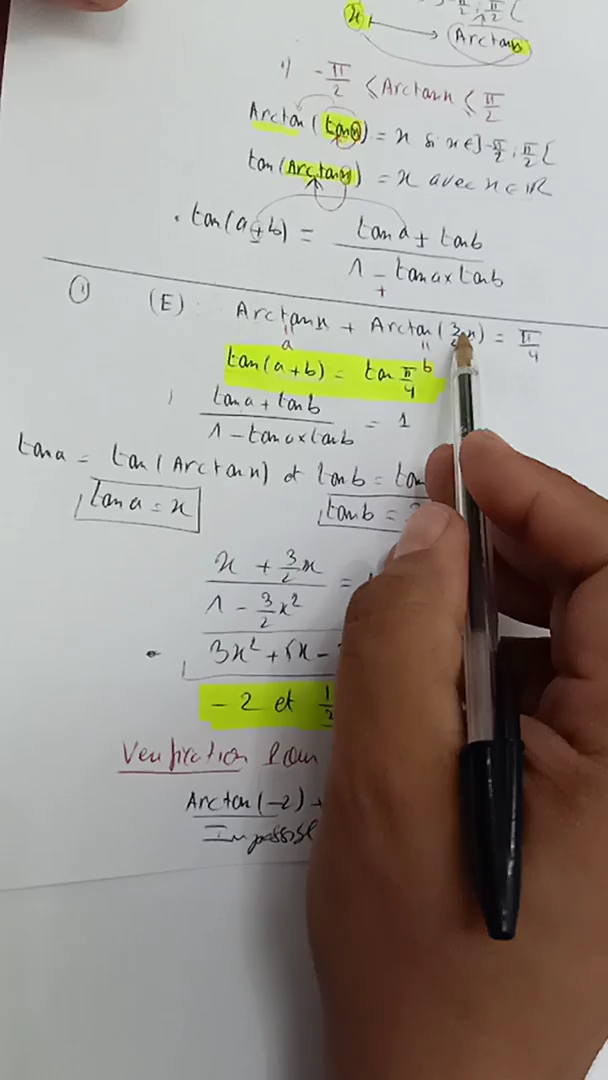 x → Arctan x
1) -π/2 ≤ Arctan x ≤ π/2
Arctan(tan x) = x si x ∈ ]-π/2 ; π/2[
tan(Arctan x) = x avec x ∈ ℝ
. tan(a+b) = (tan a + tan b)/(1 - tan a × tan b)
+
① (E): Arctan x + Arctan(3/2 x) = π/4
a b
tan(a+b) = tan π/4
(tan a + tan b)/(1 - tan a × tan b) = 1
tan a = tan(Arctan x) et tan b = tan
tan a = x tan b =
(x + 3/2 x)/(1 - 3/2 x²) =
3x² + 5x -
-2 et 1/2
Verification Pour
Arctan(-2) +
Impossible